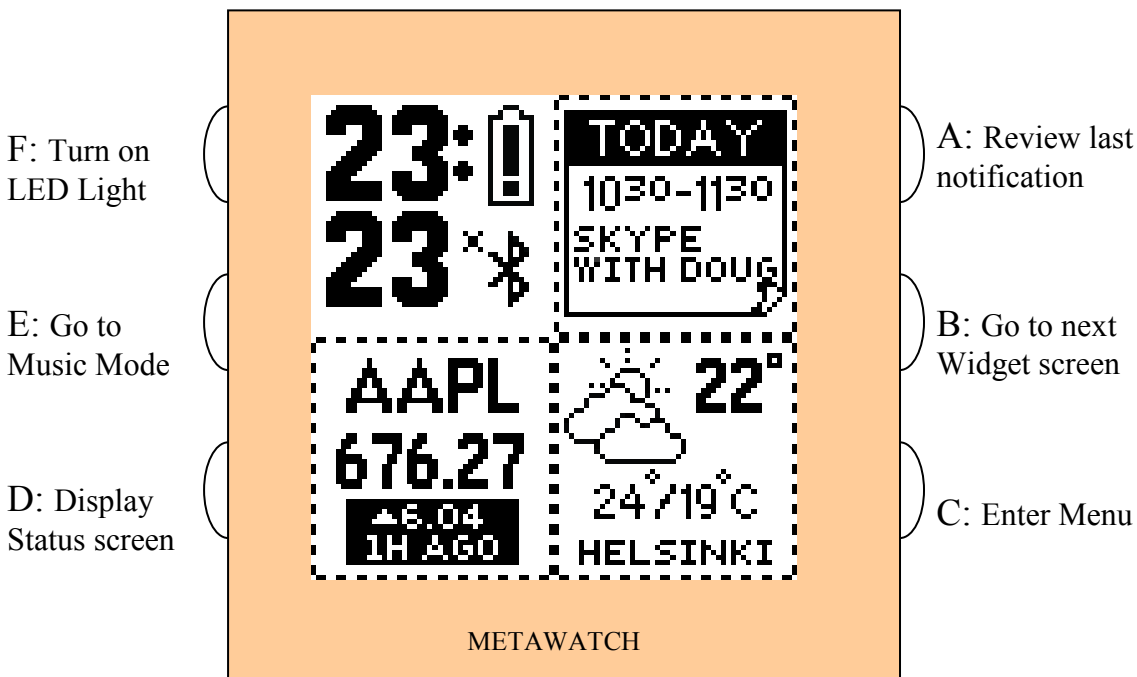 F: Turn on
LED Light
E: Go to
Music Mode
D: Display
Status screen
23:
23
TODAY
10³⁰-11³⁰
SKYPE
WITH DOUG
AAPL
676.27
▲6.04
1H AGO
22°
24°/19°C
HELSINKI
A: Review last
notification
B: Go to next
Widget screen
C: Enter Menu
METAWATCH